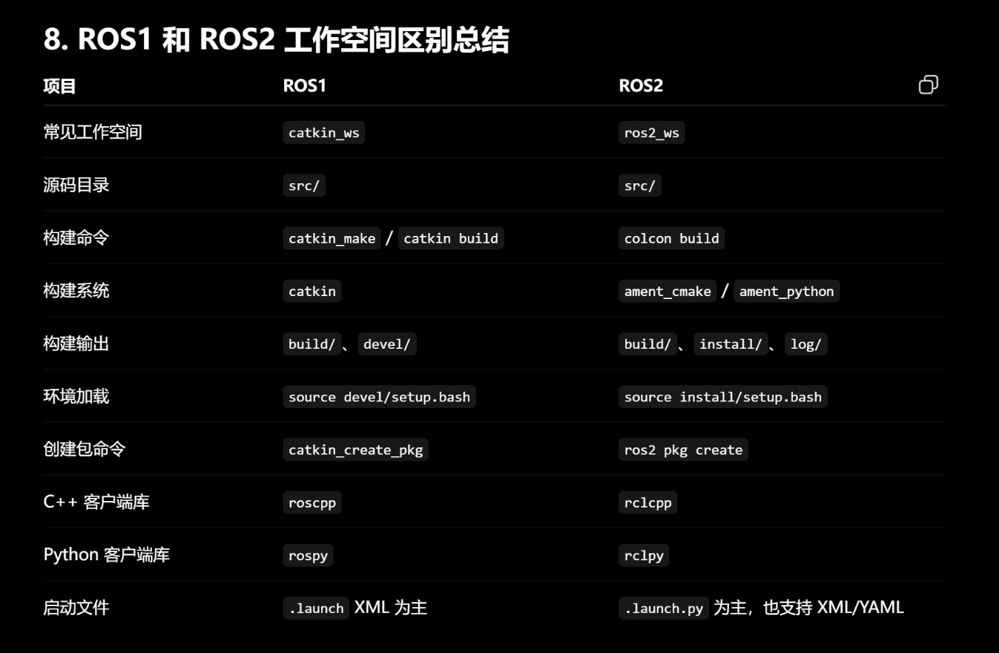 8. ROS1 和 ROS2 工作空间区别总结
项目 ROS1 ROS2
常见工作空间 catkin_ws ros2_ws
源码目录 src/ src/
构建命令 catkin_make / catkin build colcon build
构建系统 catkin ament_cmake / ament_python
构建输出 build/、devel/ build/、install/、log/
环境加载 source devel/setup.bash source install/setup.bash
创建包命令 catkin_create_pkg ros2 pkg create
C++ 客户端库 roscpp rclcpp
Python 客户端库 rospy rclpy
启动文件 .launch XML 为主 .launch.py 为主，也支持 XML/YAML